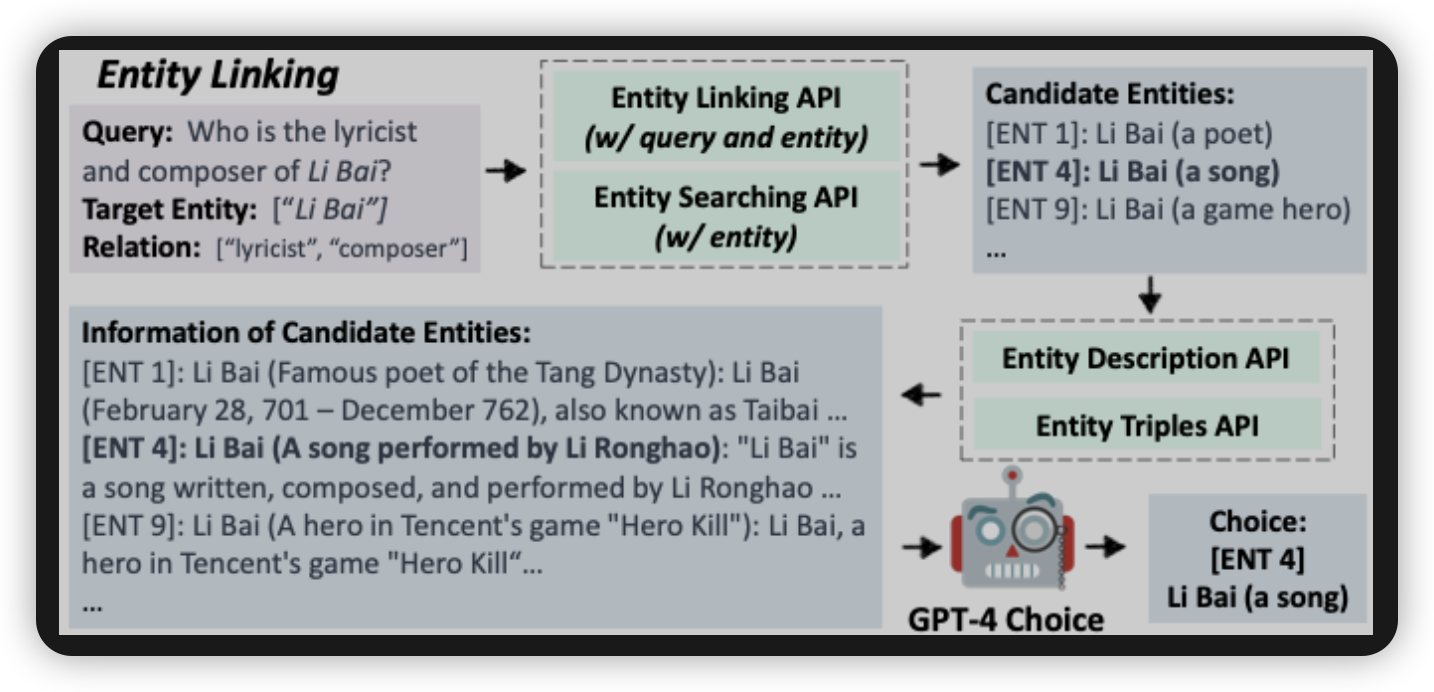 Entity Linking
Query: Who is the lyricist
and composer of Li Bai?
Target Entity: ["Li Bai"]
Relation: ["lyricist", "composer"]
Entity Linking API
(w/ query and entity)
Entity Searching API
(w/ entity)
Candidate Entities:
[ENT 1]: Li Bai (a poet)
[ENT 4]: Li Bai (a song)
[ENT 9]: Li Bai (a game hero)
...
Entity Description API
Entity Triples API
Information of Candidate Entities:
[ENT 1]: Li Bai (Famous poet of the Tang Dynasty): Li Bai
(February 28, 701 – December 762), also known as Taibai ...
[ENT 4]: Li Bai (A song performed by Li Ronghao): "Li Bai" is
a song written, composed, and performed by Li Ronghao ...
[ENT 9]: Li Bai (A hero in Tencent's game "Hero Kill"): Li Bai, a
hero in Tencent's game "Hero Kill“...
...
GPT-4 Choice
Choice:
[ENT 4]
Li Bai (a song)